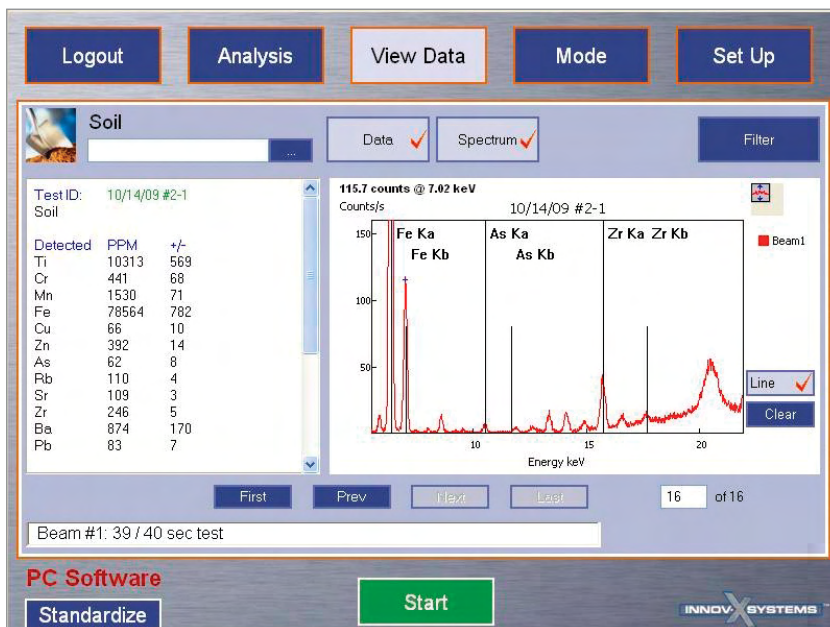 Logout Analysis View Data Mode Set Up
Soil
...
Data Spectrum Filter
Test ID: 10/14/09 #2-1
Soil
Detected PPM +/-
Ti 10313 569
Cr 441 68
Mn 1530 71
Fe 78564 782
Cu 66 10
Zn 392 14
As 62 8
Rb 110 4
Sr 109 3
Zr 246 5
Ba 874 170
Pb 83 7
115.7 counts @ 7.02 keV
Counts/s
10/14/09 #2-1
150
100
50
Fe Ka As Ka Zr Ka Zr Kb
Fe Kb As Kb
10 15 20
Energy keV
Beam1
Line
Clear
First Prev Next Last 16 of 16
Beam #1: 39 / 40 sec test
PC Software
Standardize
Start
INNOV-X SYSTEMS